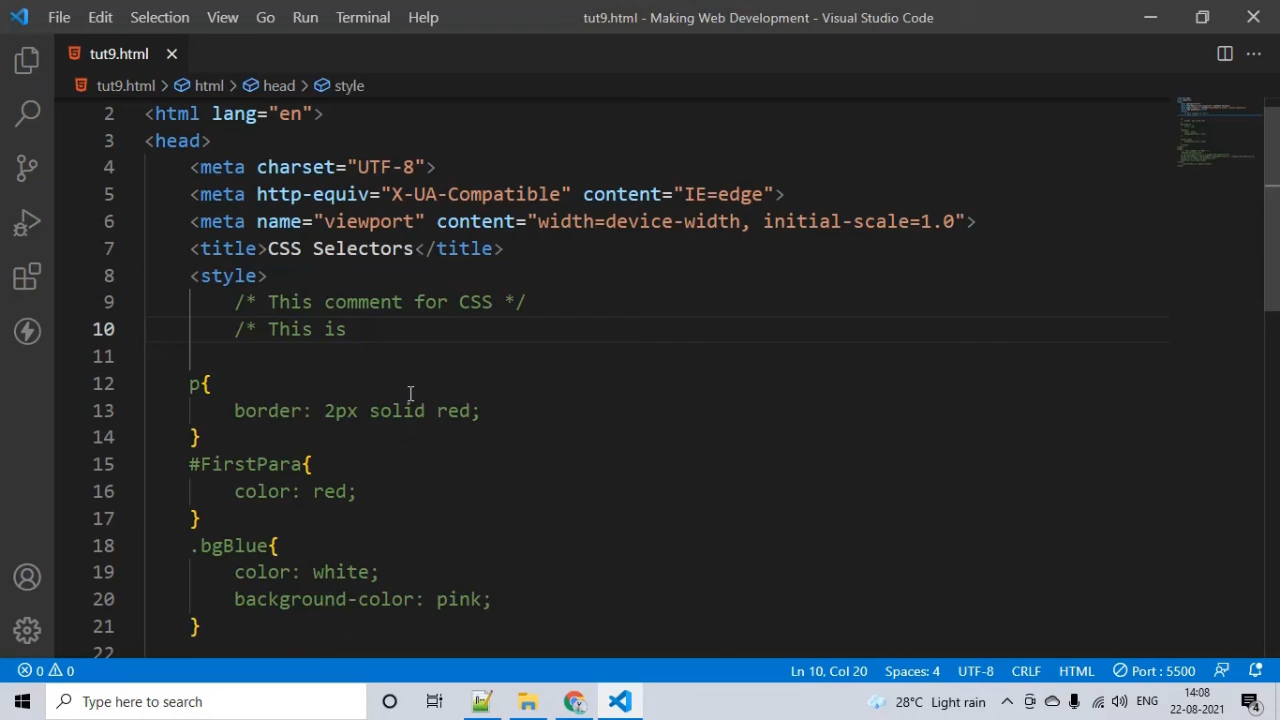 File Edit Selection View Go Run Terminal Help
tut9.html - Making Web Development - Visual Studio Code
tut9.html
tut9.html > html > head > style
2 <html lang="en">
3 <head>
4 <meta charset="UTF-8">
5 <meta http-equiv="X-UA-Compatible" content="IE=edge">
6 <meta name="viewport" content="width=device-width, initial-scale=1.0">
7 <title>CSS Selectors</title>
8 <style>
9 /* This comment for CSS */
10 /* This is
11
12 p{
13 border: 2px solid red;
14 }
15 #FirstPara{
16 color: red;
17 }
18 .bgBlue{
19 color: white;
20 background-color: pink;
21 }
22
0 0 Ln 10, Col 20 Spaces: 4 UTF-8 CRLF HTML Port : 5500
Type here to search 28°C Light rain ENG 14:08
22-08-2021 4